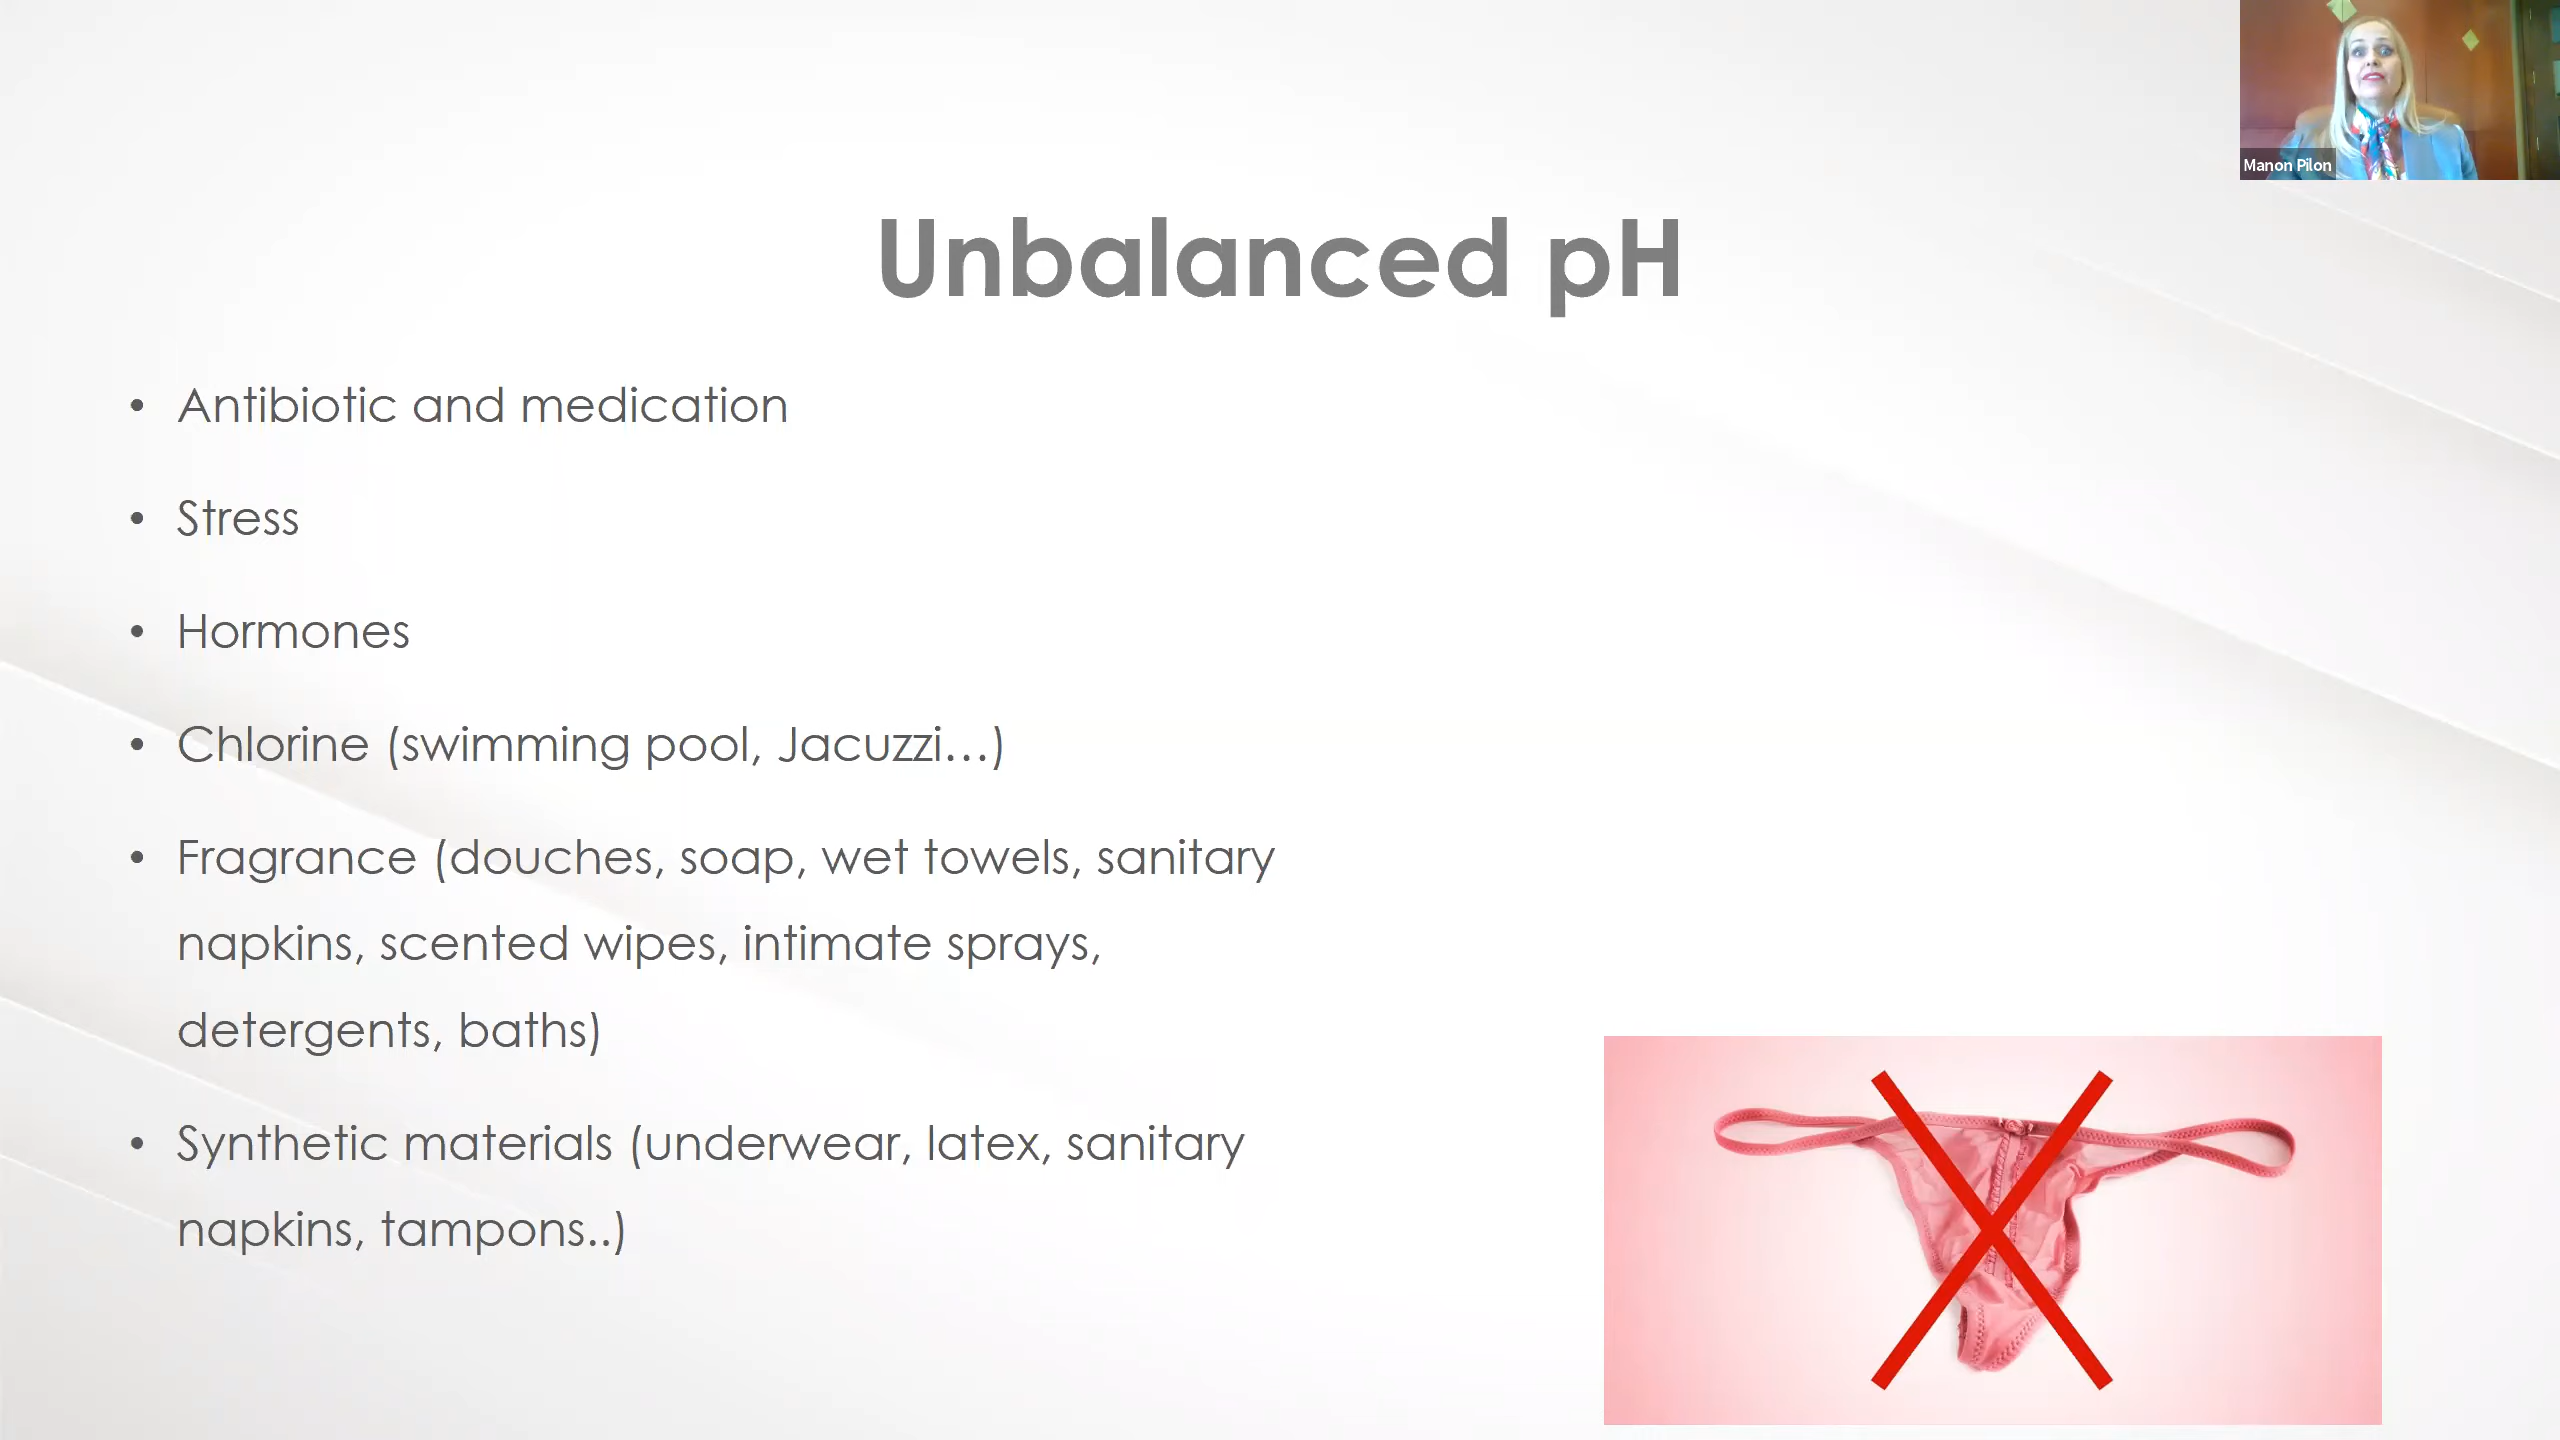 Manon Pilon
Unbalanced pH
• Antibiotic and medication
• Stress
• Hormones
• Chlorine (swimming pool, Jacuzzi...)
• Fragrance (douches, soap, wet towels, sanitary
napkins, scented wipes, intimate sprays,
detergents, baths)
• Synthetic materials (underwear, latex, sanitary
napkins, tampons..)